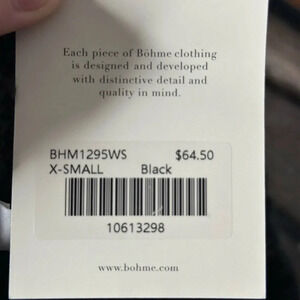 Each piece of Böhme clothing
is designed and developed
with distinctive detail and
quality in mind.
BHM1295WS $64.50
X-SMALL Black
10613298
www.bohme.com